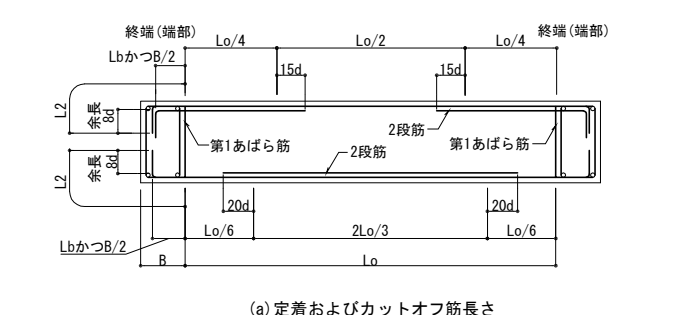 終端(端部)
終端(端部)
Lo/4
Lo/2
Lo/4
LbかつB/2
15d
15d
L2
余長
8d
2段筋
第1あばら筋
第1あばら筋
2段筋
L2
余長
8d
20d
20d
Lo/6
2Lo/3
Lo/6
LbかつB/2
B
Lo
(a)定着およびカットオフ筋長さ